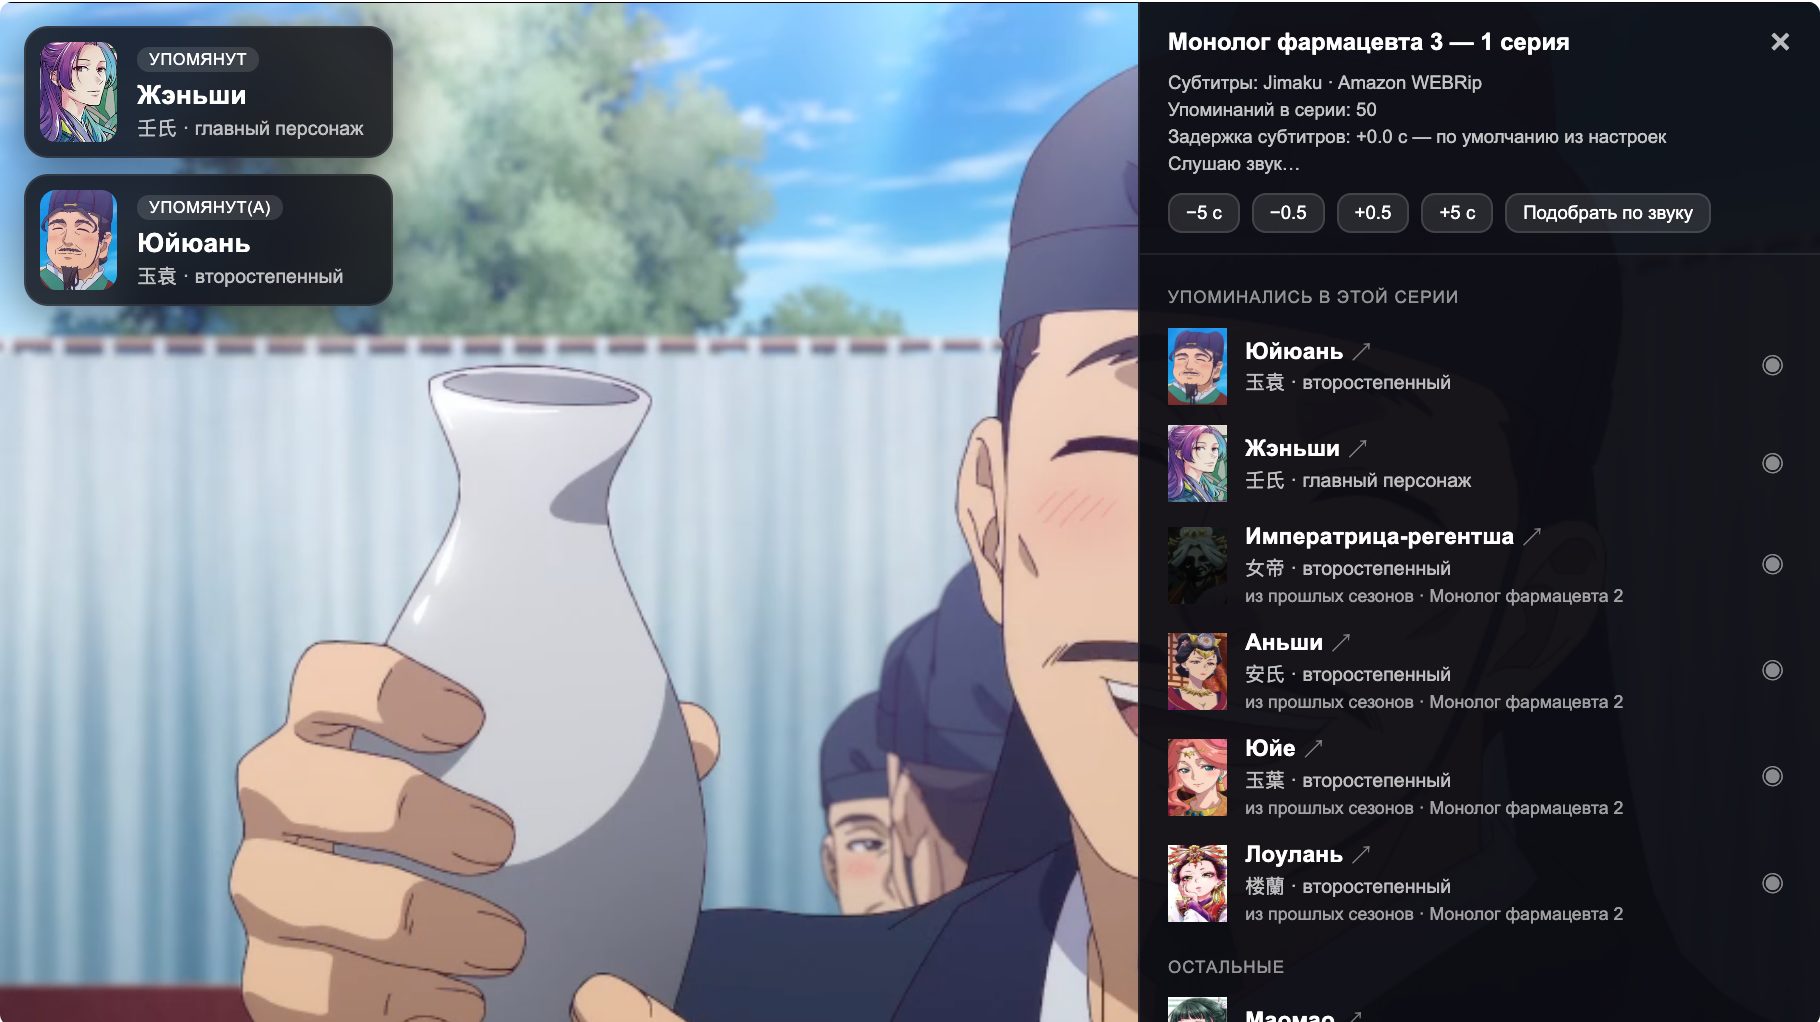 УПОМЯНУТ
Жэньши
壬氏 · главный персонаж
УПОМЯНУТ(А)
Юйюань
玉袁 · второстепенный
Монолог фармацевта 3 — 1 серия
Субтитры: Jimaku · Amazon WEBRip
Упоминаний в серии: 50
Задержка субтитров: +0.0 с — по умолчанию из настроек
Слушаю звук…
−5 с
−0.5
+0.5
+5 с
Подобрать по звуку
УПОМИНАЛИСЬ В ЭТОЙ СЕРИИ
Юйюань
玉袁 · второстепенный
Жэньши
壬氏 · главный персонаж
Императрица-регентша
女帝 · второстепенный
из прошлых сезонов · Монолог фармацевта 2
Аньши
安氏 · второстепенный
из прошлых сезонов · Монолог фармацевта 2
Юйе
玉葉 · второстепенный
из прошлых сезонов · Монолог фармацевта 2
Лоулань
楼蘭 · второстепенный
из прошлых сезонов · Монолог фармацевта 2
ОСТАЛЬНЫЕ
Маомао